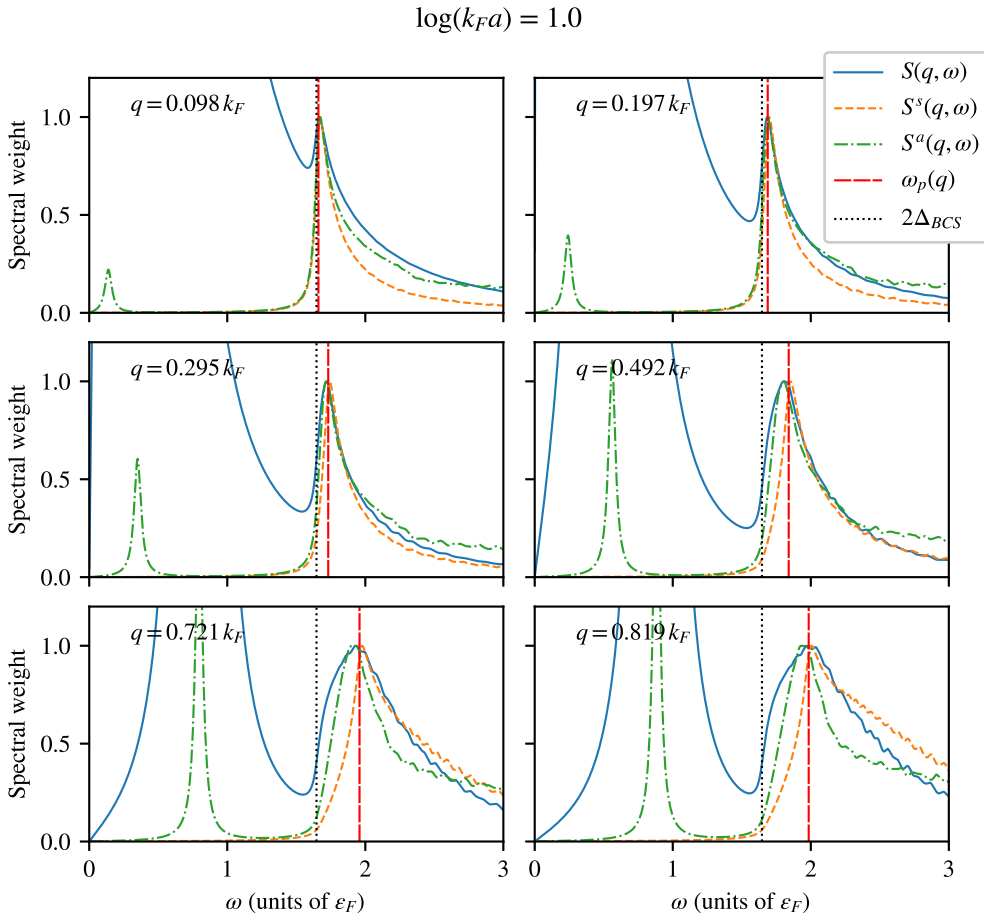 log(k_F a) = 1.0
S(q, ω)
S^s(q, ω)
S^a(q, ω)
ω_p(q)
2Δ_BCS
q = 0.098 k_F
Spectral weight
1.0
0.5
0.0
q = 0.197 k_F
q = 0.295 k_F
Spectral weight
1.0
0.5
0.0
q = 0.492 k_F
q = 0.721 k_F
Spectral weight
1.0
0.5
0.0
0 1 2 3
ω (units of ε_F)
q = 0.819 k_F
0 1 2 3
ω (units of ε_F)